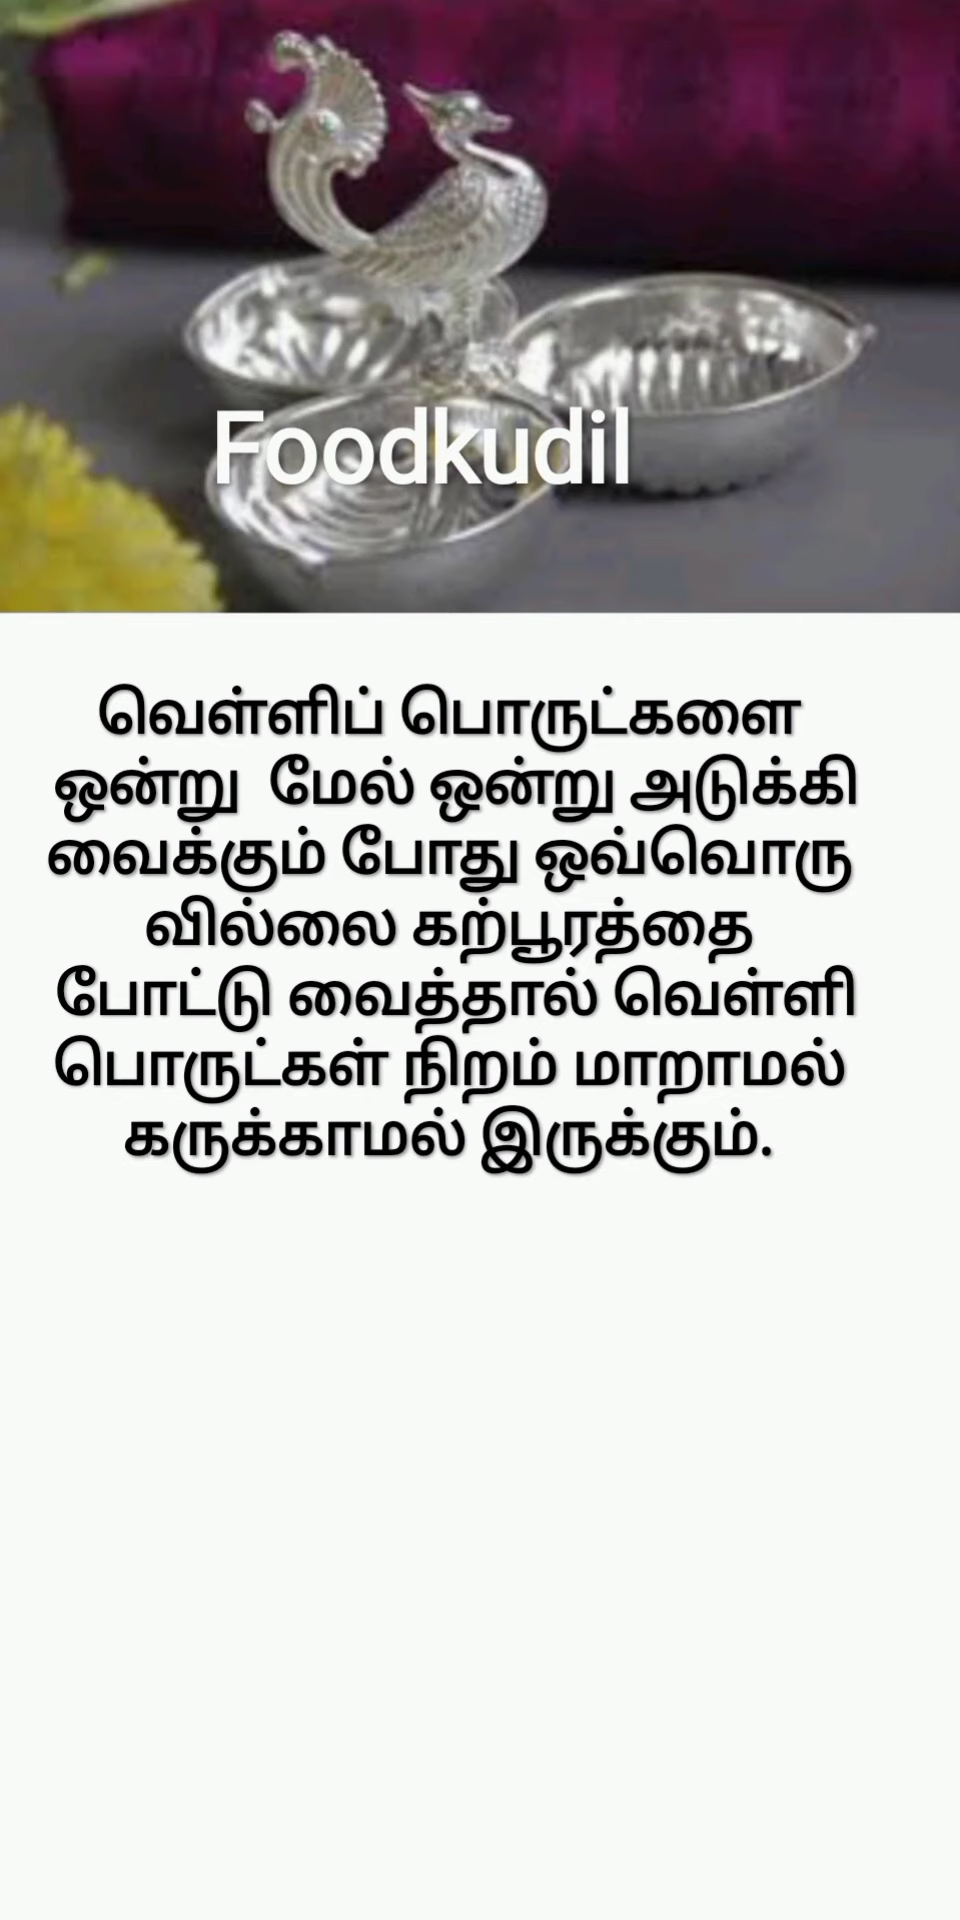 Foodkudil
வெள்ளிப் பொருட்களை
ஒன்று மேல் ஒன்று அடுக்கி
வைக்கும் போது ஒவ்வொரு
வில்லை கற்பூரத்தை
போட்டு வைத்தால் வெள்ளி
பொருட்கள் நிறம் மாறாமல்
கருக்காமல் இருக்கும்.